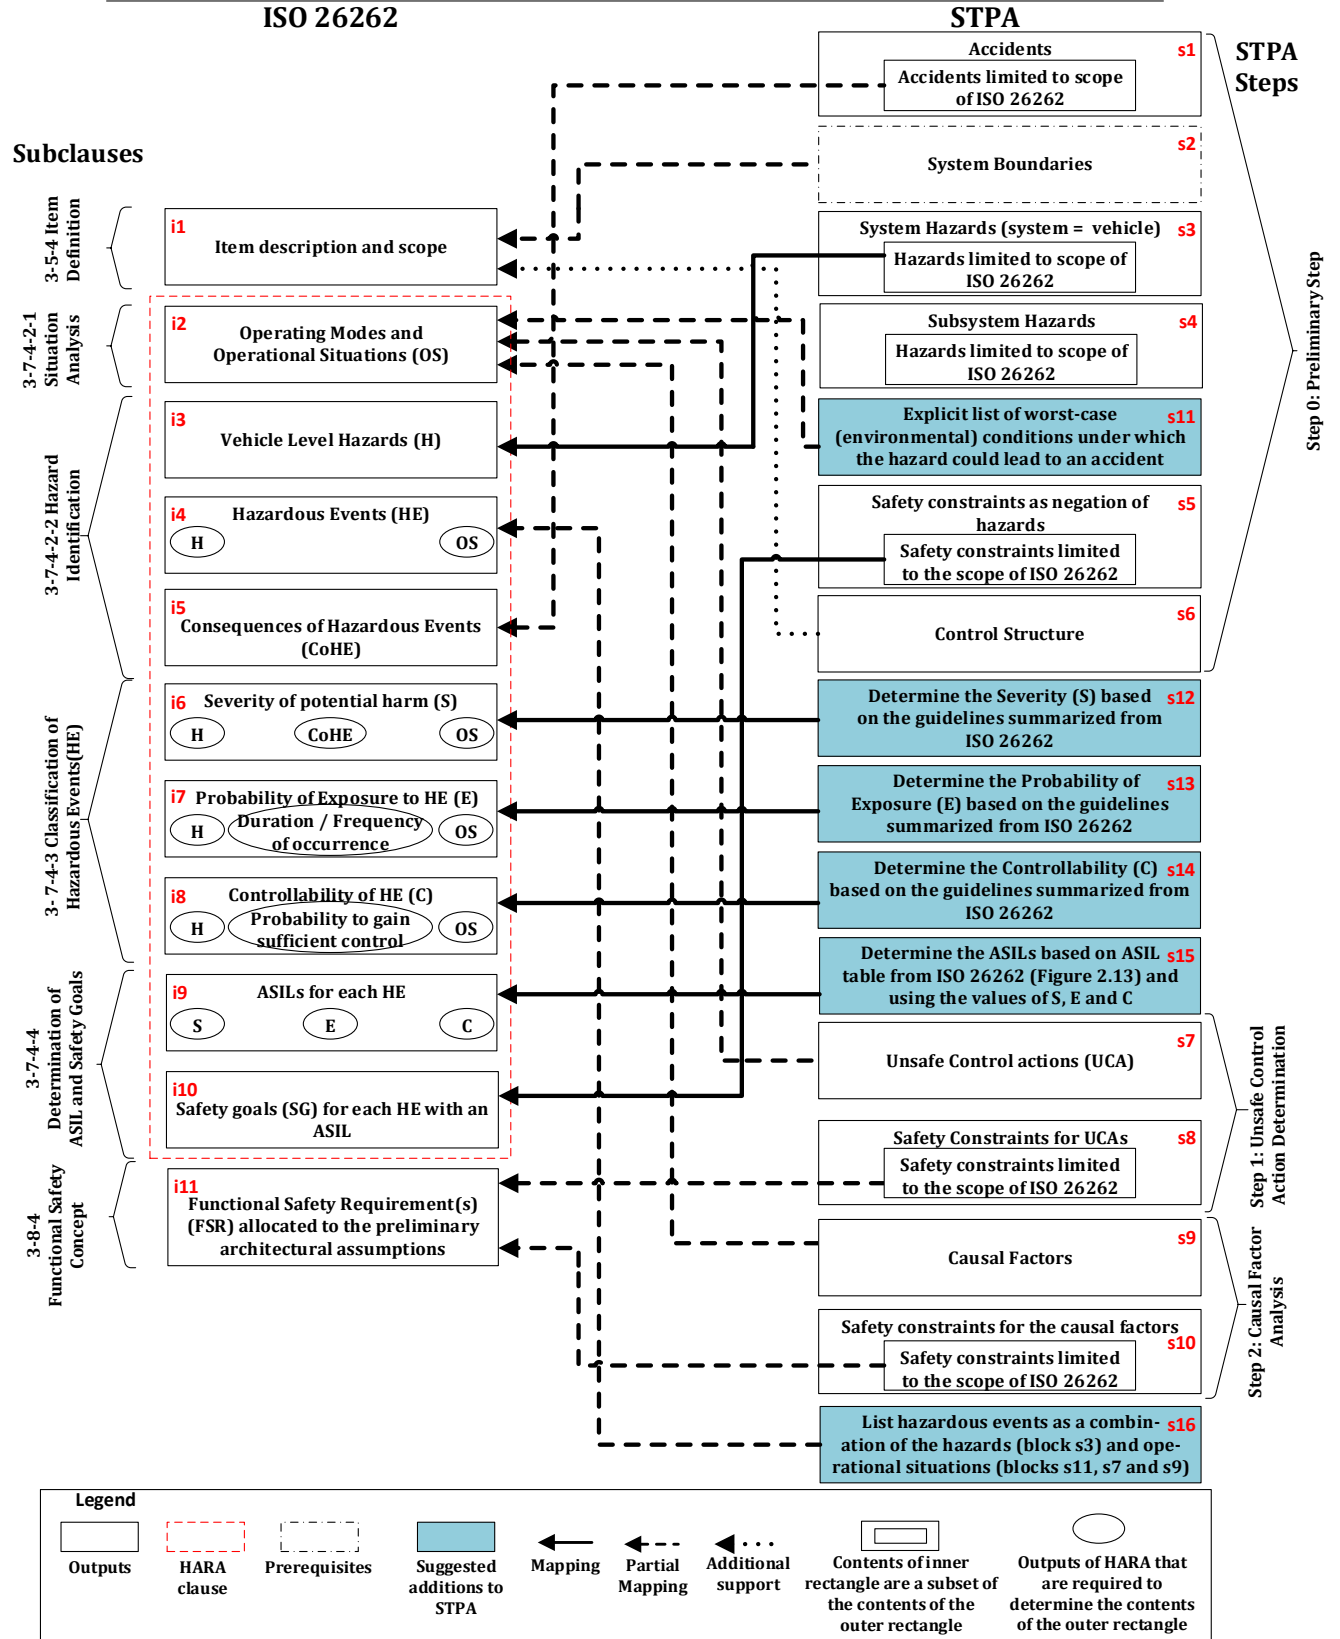 ISO 26262
STPA
Subclauses
STPA
Steps
3-5-4 Item
Definition
i1
Item description and scope
3-7-4-2-1
Situation
Analysis
i2
Operating Modes and
Operational Situations (OS)
3-7-4-2-2 Hazard
Identification
i3
Vehicle Level Hazards (H)
i4
Hazardous Events (HE)
H
OS
i5
Consequences of Hazardous Events
(CoHE)
3- 7-4-3 Classification of
Hazardous Events(HE)
i6
Severity of potential harm (S)
H
CoHE
OS
i7
Probability of Exposure to HE (E)
H
Duration / Frequency
of occurrence
OS
i8
Controllability of HE (C)
H
Probability to gain
sufficient control
OS
3-7-4-4
Determination of
ASIL and Safety Goals
i9
ASILs for each HE
S
E
C
i10
Safety goals (SG) for each HE with an
ASIL
3-8-4
Functional Safety
Concept
i11
Functional Safety Requirement(s)
(FSR) allocated to the preliminary
architectural assumptions
Accidents
s1
Accidents limited to scope
of ISO 26262
s2
System Boundaries
System Hazards (system = vehicle)
s3
Hazards limited to scope of
ISO 26262
Subsystem Hazards
s4
Hazards limited to scope of
ISO 26262
Explicit list of worst-case
s11
(environmental) conditions under which
the hazard could lead to an accident
Safety constraints as negation of
hazards
s5
Safety constraints limited
to the scope of ISO 26262
s6
Control Structure
Step 0: Preliminary Step
Determine the Severity (S) based
s12
on the guidelines summarized from
ISO 26262
Determine the Probability of
s13
Exposure (E) based on the guidelines
summarized from ISO 26262
Determine the Controllability (C)
s14
based on the guidelines summarized from
ISO 26262
Determine the ASILs based on ASIL
s15
table from ISO 26262 (Figure 2.13) and
using the values of S, E and C
s7
Unsafe Control actions (UCA)
Safety Constraints for UCAs
s8
Safety constraints limited
to the scope of ISO 26262
Step 1: Unsafe Control
Action Determination
s9
Causal Factors
Safety constraints for the causal factors
s10
Safety constraints limited
to the scope of ISO 26262
Step 2: Causal Factor
Analysis
List hazardous events as a combin-
s16
ation of the hazards (block s3) and ope-
rational situations (blocks s11, s7 and s9)
Legend
Outputs
HARA
clause
Prerequisites
Suggested
additions to
STPA
Mapping
Partial
Mapping
Additional
support
Contents of inner
rectangle are a subset of
the contents of the
outer rectangle
Outputs of HARA that
are required to
determine the contents
of the outer rectangle